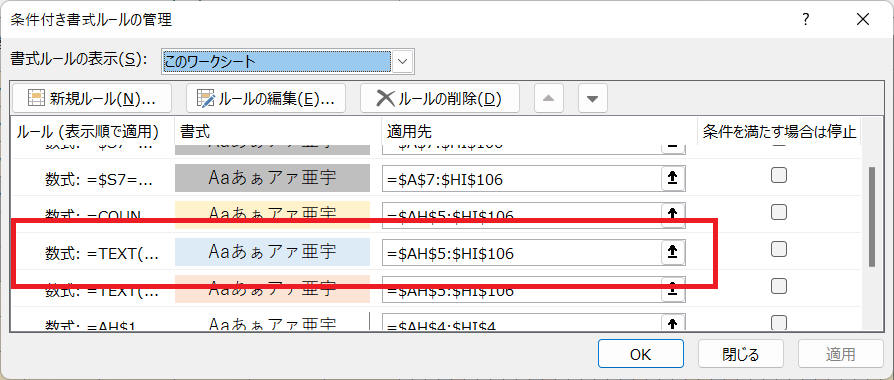 条件付き書式ルールの管理 ?
書式ルールの表示(S): このワークシート
新規ルール(N)... ルールの編集(E)... ルールの削除(D)
ルール (表示順で適用) 書式 適用先 条件を満たす場合は停止
数式: =$S7... Aaあぁアァ亜宇 =$A$7:$HI$106
数式: =$S7=... Aaあぁアァ亜宇 =$A$7:$HI$106
数式: =COUN... Aaあぁアァ亜宇 =$AH$5:$HI$106
数式: =TEXT(... Aaあぁアァ亜宇 =$AH$5:$HI$106
数式: =TEXT(... Aaあぁアァ亜宇 =$AH$5:$HI$106
数式: =AH$1... Aaあぁアァ亜宇 =$AH$4:$HI$4
OK 閉じる 適用